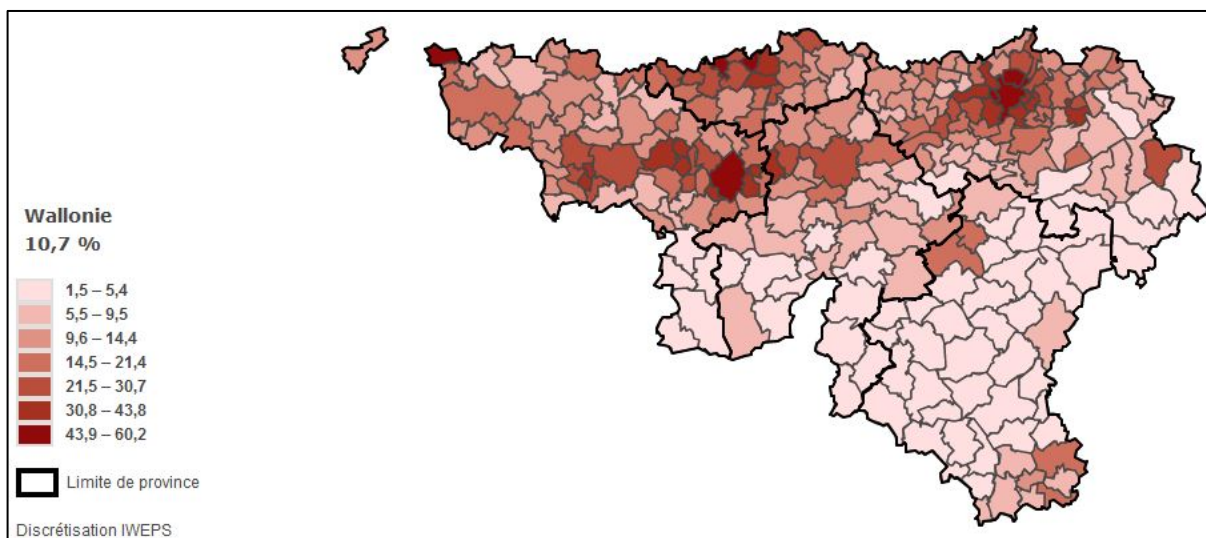 Wallonie
10,7 %
1,5 – 5,4
5,5 – 9,5
9,6 – 14,4
14,5 – 21,4
21,5 – 30,7
30,8 – 43,8
43,9 – 60,2
Limite de province
Discrétisation IWEPS